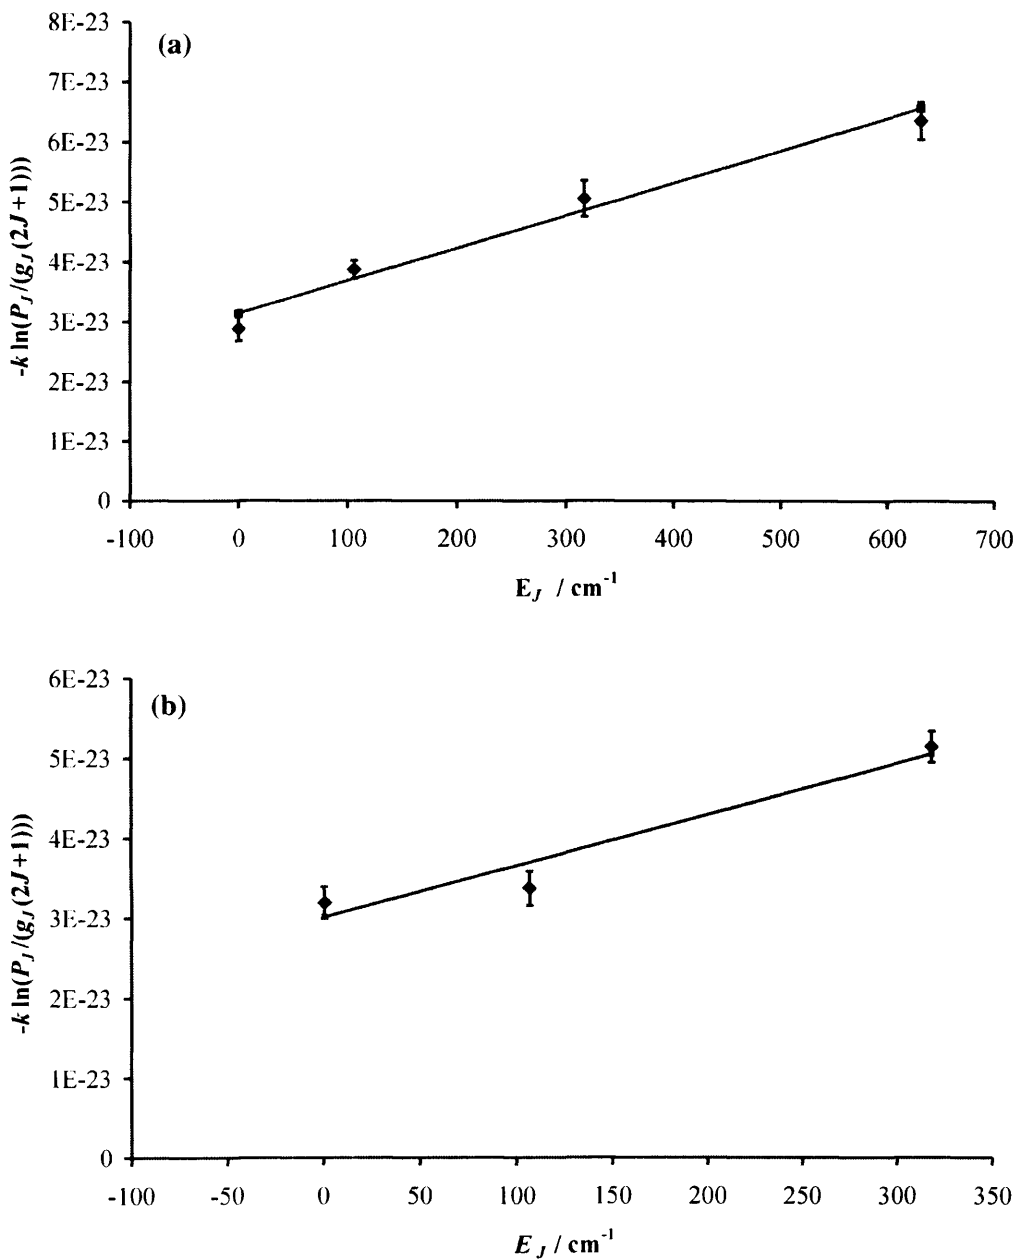 (a)
8E-23
7E-23
6E-23
5E-23
4E-23
3E-23
2E-23
1E-23
0
-k ln(P_J/(g_J(2J+1)))
-100 0 100 200 300 400 500 600 700
E_J / cm^-1
(b)
6E-23
5E-23
4E-23
3E-23
2E-23
1E-23
0
-k ln(P_J/(g_J(2J+1)))
-100 -50 0 50 100 150 200 250 300 350
E_J / cm^-1